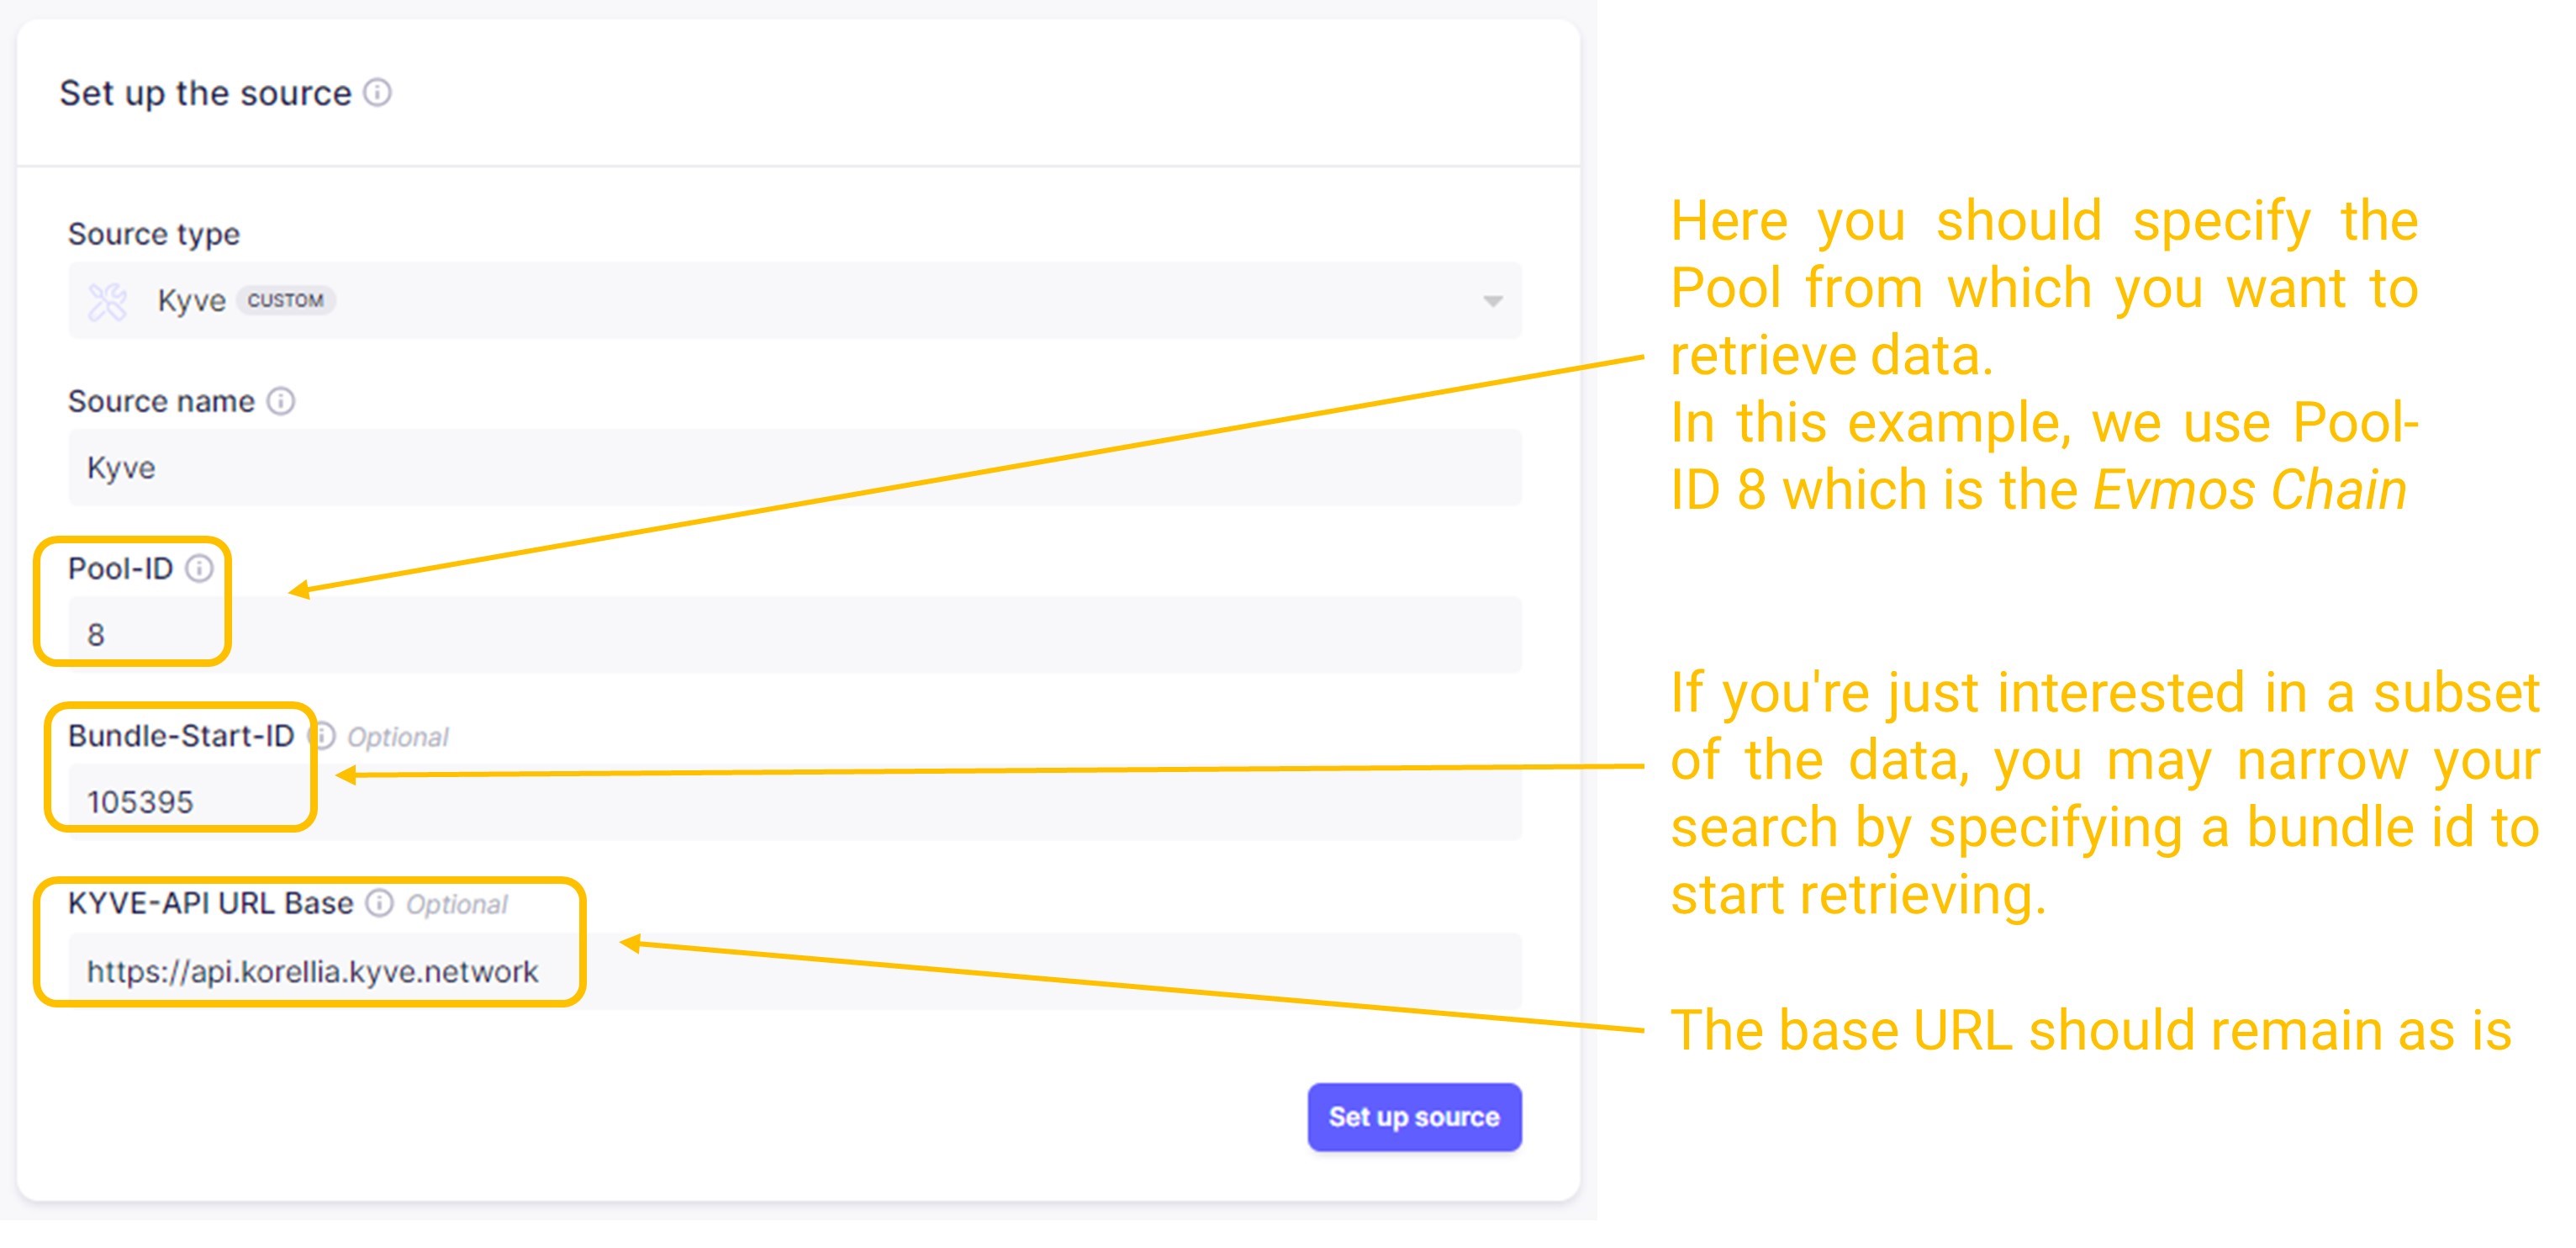 Set up the source
Source type
Kyve CUSTOM
Source name
Kyve
Pool-ID
8
Bundle-Start-ID Optional
105395
KYVE-API URL Base Optional
https://api.korellia.kyve.network
Set up source
Here you should specify the
Pool from which you want to
retrieve data.
In this example, we use Pool-
ID 8 which is the Evmos Chain
If you're just interested in a subset
of the data, you may narrow your
search by specifying a bundle id to
start retrieving.
The base URL should remain as is